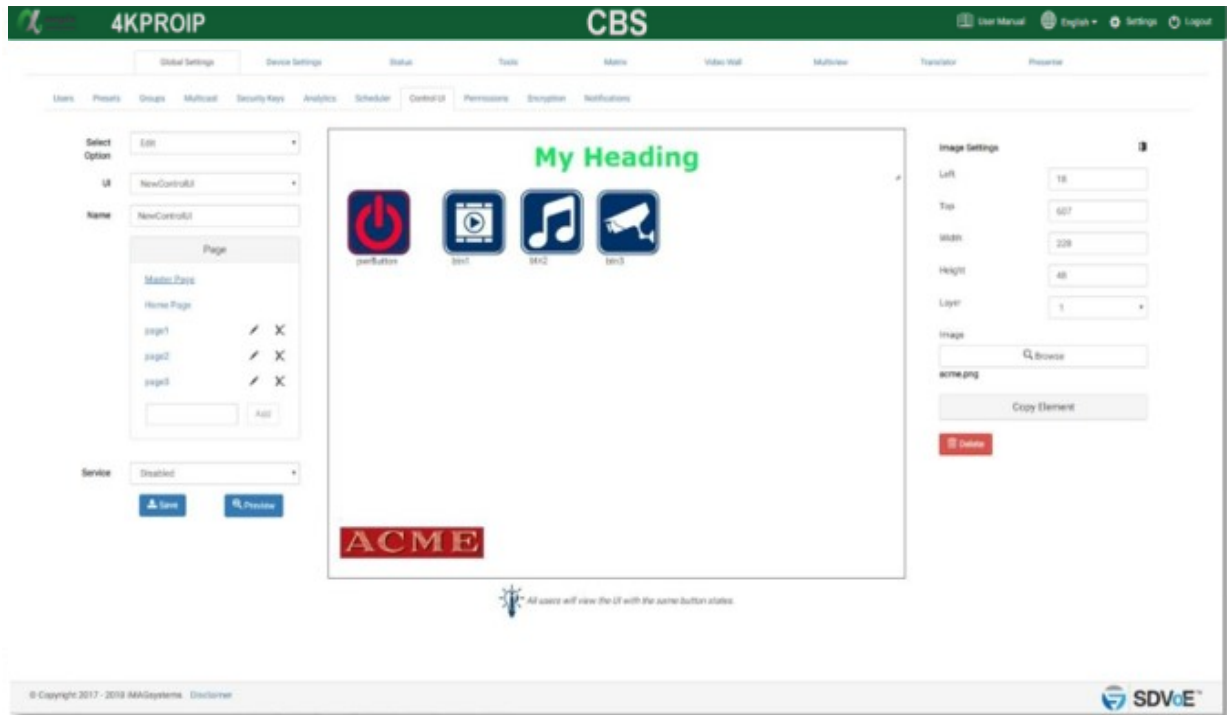 4KPROIP
CBS
User Manual English Settings Logout
Global Settings Device Settings Status Tools Matrix Video Wall Multiview Translator Presenter
Users Presets Groups Multicast Security Keys Analytics Scheduler Control UI Permissions Encryption Notifications
Select Option
Edit
UI
NewControlUI
Name
NewControlUI
Page
Master Page
Home Page
page1
page2
page3
Add
Service
Disabled
Save
Preview
My Heading
pwrButton
btn1
btn2
btn3
ACME
All users will view the UI with the same button states.
Image Settings
Left
18
Top
607
Width
228
Height
48
Layer
1
Image
Browse
acme.png
Copy Element
Delete
© Copyright 2017 - 2018 iMAGsystems Disclaimer
SDVoE™